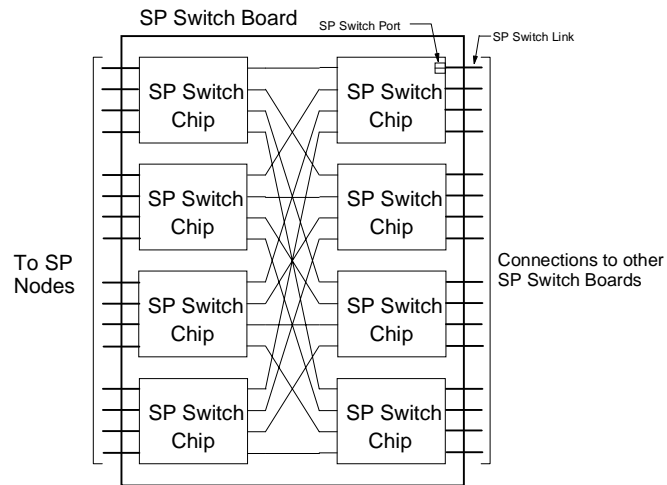 SP Switch Board
SP Switch Port
SP Switch Link
SP Switch
Chip
SP Switch
Chip
SP Switch
Chip
SP Switch
Chip
To SP
Nodes
Connections to other
SP Switch Boards
SP Switch
Chip
SP Switch
Chip
SP Switch
Chip
SP Switch
Chip